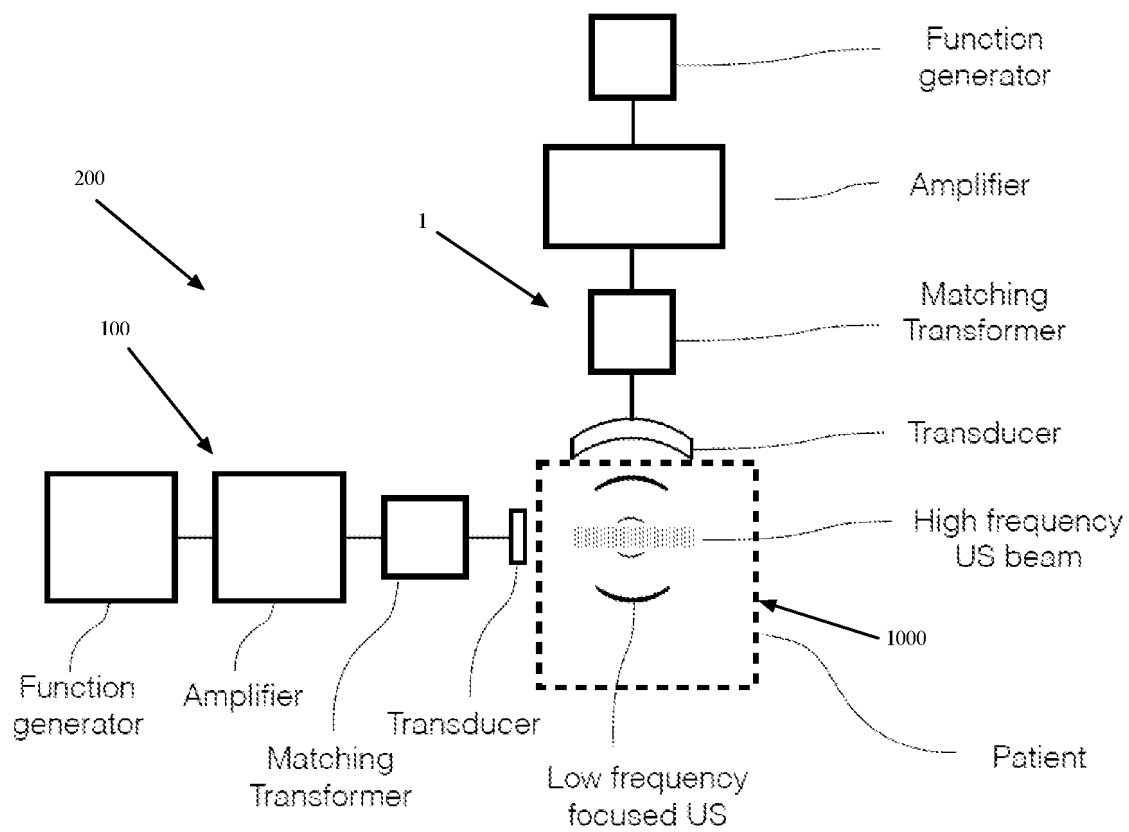 Function
generator
200
Amplifier
1
Matching
Transformer
100
Transducer
High frequency
US beam
1000
Function
generator
Amplifier
Matching
Transformer
Transducer
Low frequency
focused US
Patient